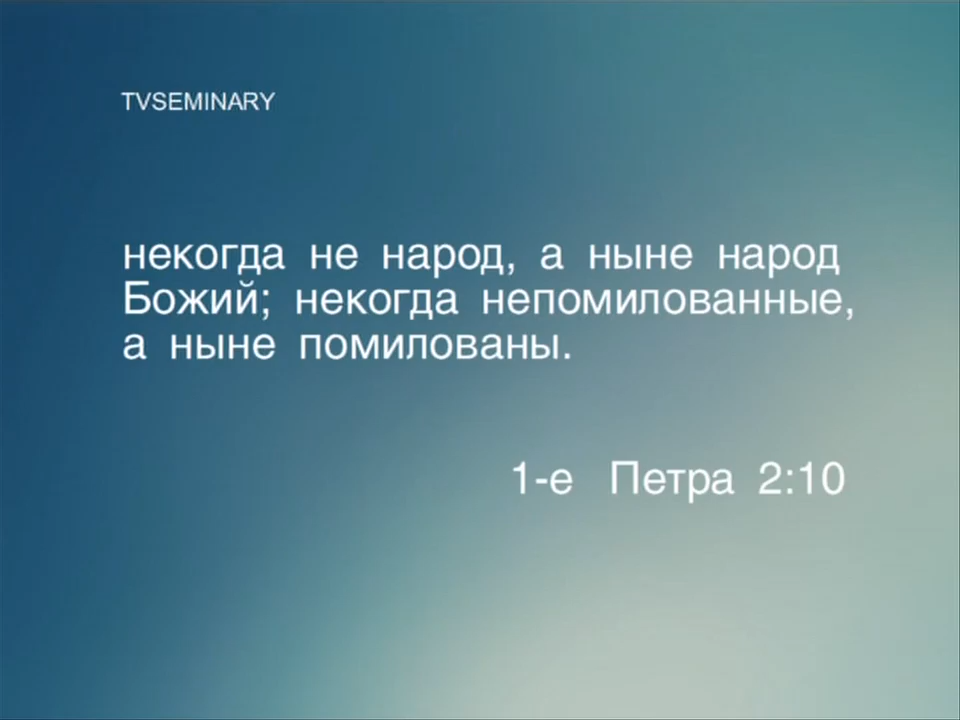 TVSEMINARY
некогда не народ, а ныне народ
Божий; некогда непомилованные,
а ныне помилованы.
1-е Петра 2:10